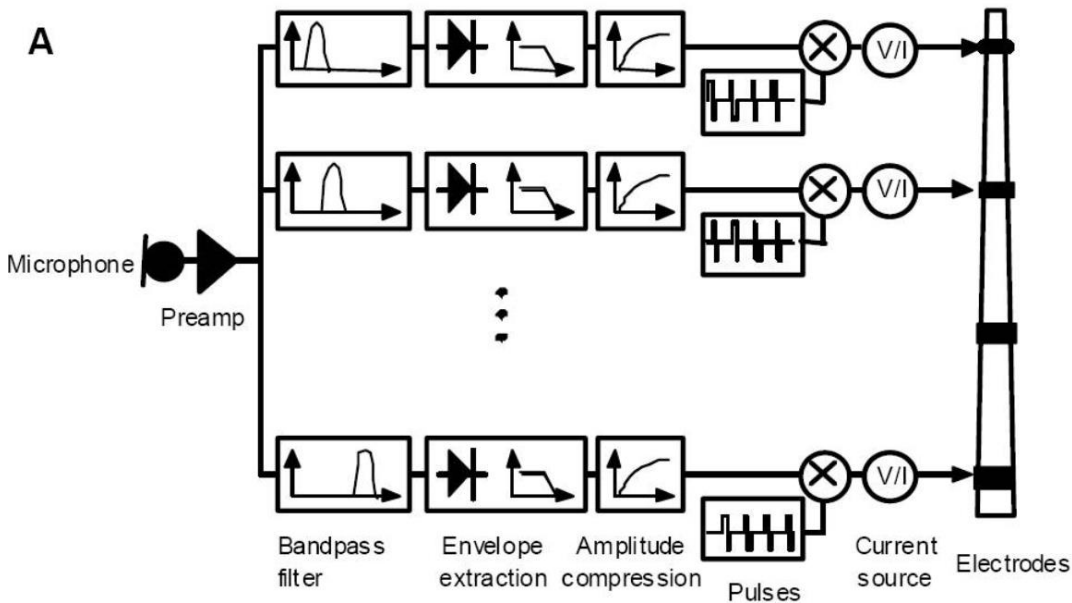 A
V/I
V/I
Microphone
Preamp
V/I
Bandpass
filter
Envelope
extraction
Amplitude
compression
Pulses
Current
source
Electrodes